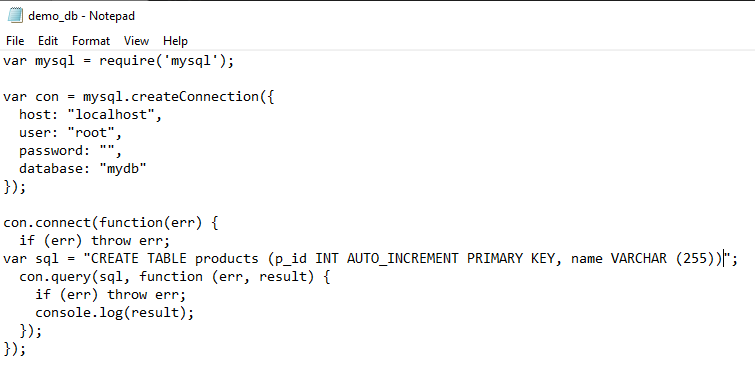 demo_db - Notepad
File Edit Format View Help
var mysql = require('mysql');
var con = mysql.createConnection({
  host: "localhost",
  user: "root",
  password: "",
  database: "mydb"
});
con.connect(function(err) {
  if (err) throw err;
var sql = "CREATE TABLE products (p_id INT AUTO_INCREMENT PRIMARY KEY, name VARCHAR (255))";
  con.query(sql, function (err, result) {
    if (err) throw err;
    console.log(result);
  });
});